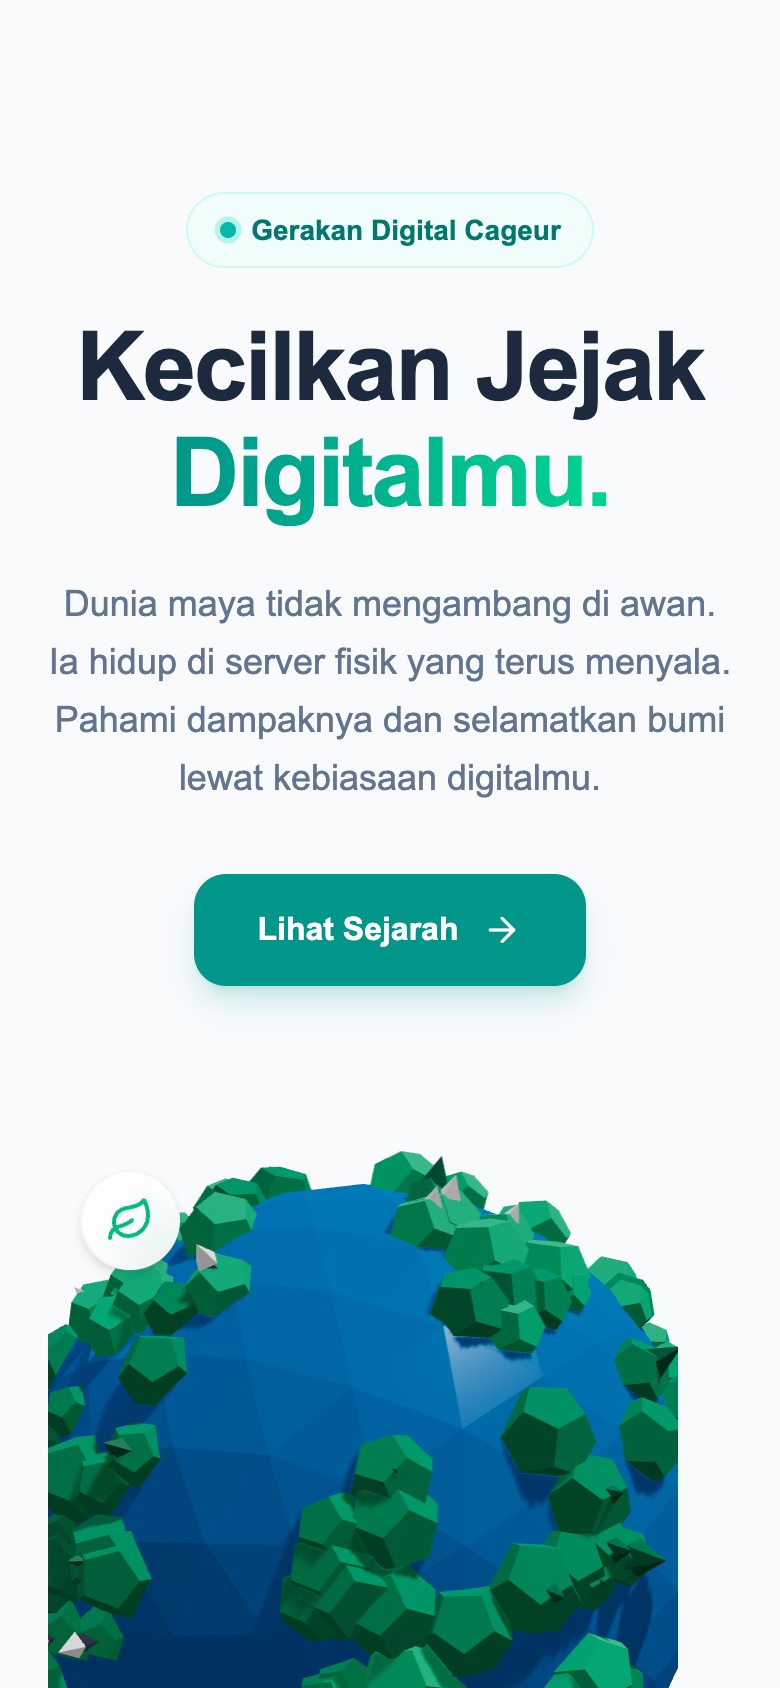 Gerakan Digital Cageur
Kecilkan Jejak
Digitalmu.
Dunia maya tidak mengambang di awan.
Ia hidup di server fisik yang terus menyala.
Pahami dampaknya dan selamatkan bumi
lewat kebiasaan digitalmu.
Lihat Sejarah